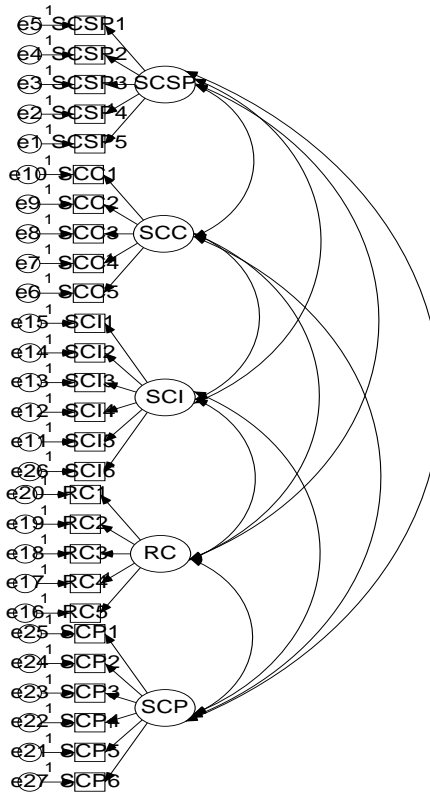 1
e5 SCSP1
1
e4 SCSP2
1
e3 SCSP3 SCSP
1
e2 SCSP4
1
e1 SCSP5
1
e10 SCC1
1
e9 SCC2
1
e8 SCC3 SCC
1
e7 SCC4
1
e6 SCC5
1
e15 SCI1
1
e14 SCI2
1
e13 SCI3
SCI
1
e12 SCI4
1
e11 SCI5
1
e26 SCI6
1
e20 RC1
1
e19 RC2
1
e18 RC3 RC
1
e17 RC4
1
e16 RC5
1
e25 SCP1
1
e24 SCP2
1
e23 SCP3
SCP
1
e22 SCP4
1
e21 SCP5
1
e27 SCP6